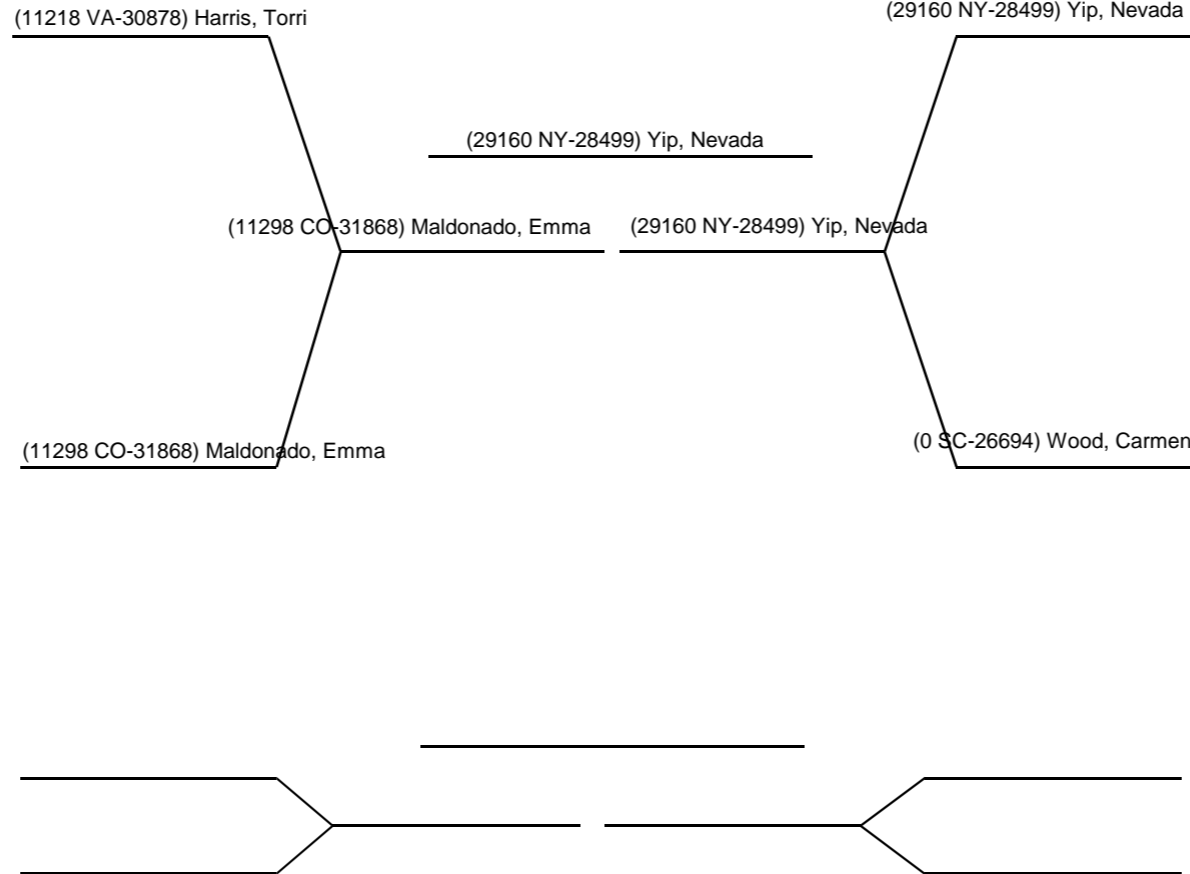 (11218 VA-30878) Harris, Torri
(29160 NY-28499) Yip, Nevada
(29160 NY-28499) Yip, Nevada
(11298 CO-31868) Maldonado, Emma
(29160 NY-28499) Yip, Nevada
(11298 CO-31868) Maldonado, Emma
(0 SC-26694) Wood, Carmen